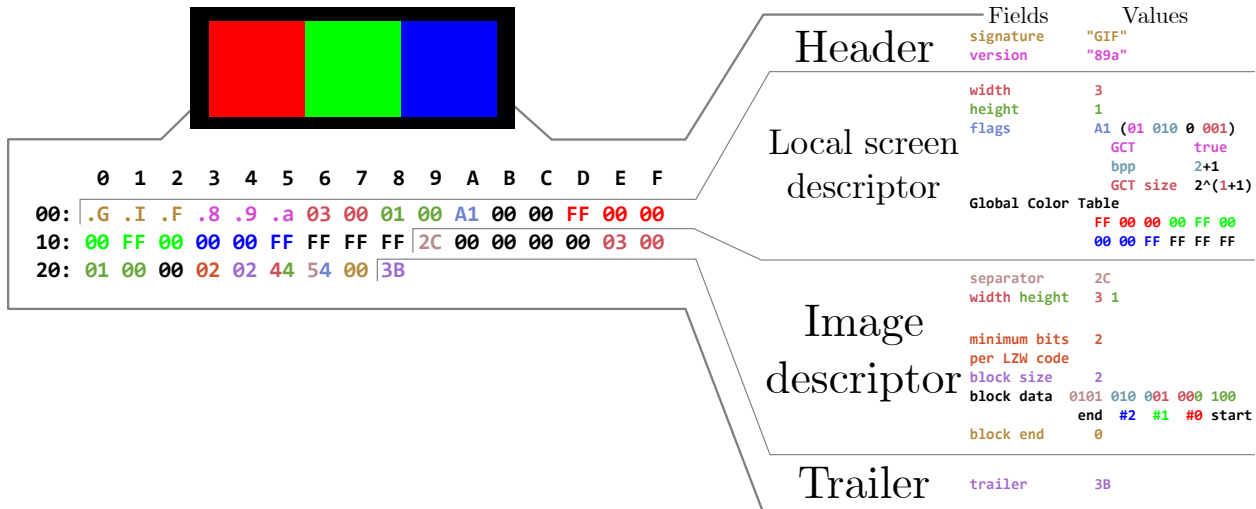 0 1 2 3 4 5 6 7 8 9 A B C D E F
00: .G .I .F .8 .9 .a 03 00 01 00 A1 00 00 FF 00 00
10: 00 FF 00 00 00 FF FF FF FF 2C 00 00 00 00 03 00
20: 01 00 00 02 02 44 54 00 3B
Fields Values
Header
signature "GIF"
version "89a"
Local screen
descriptor
width 3
height 1
flags A1 (01 010 0 001)
GCT true
bpp 2+1
GCT size 2^(1+1)
Global Color Table
FF 00 00 00 FF 00
00 00 FF FF FF FF
Image
descriptor
separator 2C
width height 3 1
minimum bits 2
per LZW code
block size 2
block data 0101 010 001 000 100
end #2 #1 #0 start
block end 0
Trailer
trailer 3B